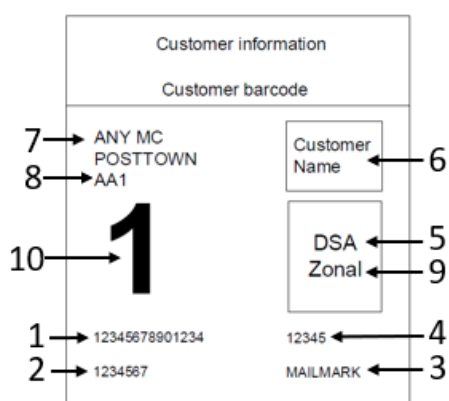 Customer information
Customer barcode
7 ANY MC
POSTTOWN
8 AA1
Customer
Name 6
10 1
DSA 5
Zonal 9
1 12345678901234
12345 4
2 1234567
MAILMARK 3